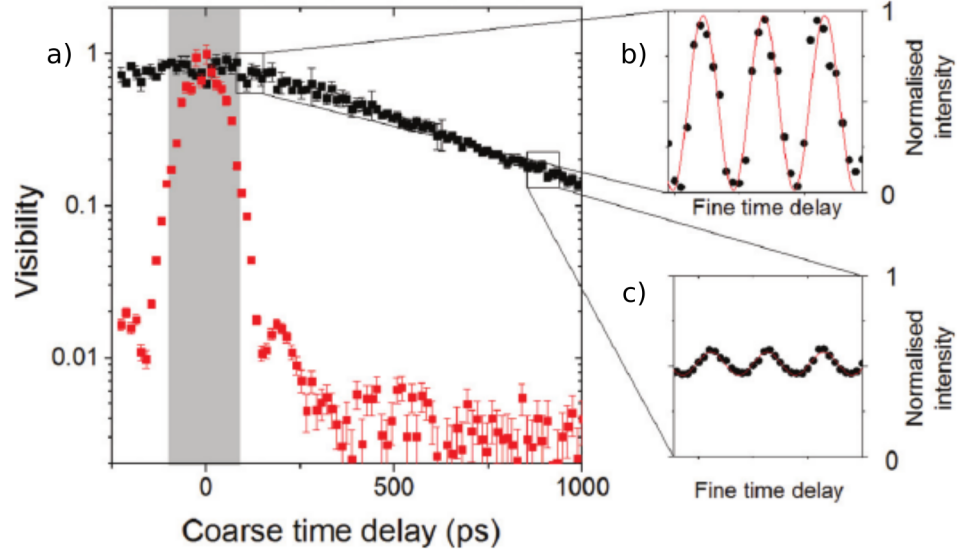 a)
1
0.1
0.01
Visibility
0
500
1000
Coarse time delay (ps)
b)
1
0
Normalised
intensity
Fine time delay
c)
1
0
Normalised
intensity
Fine time delay